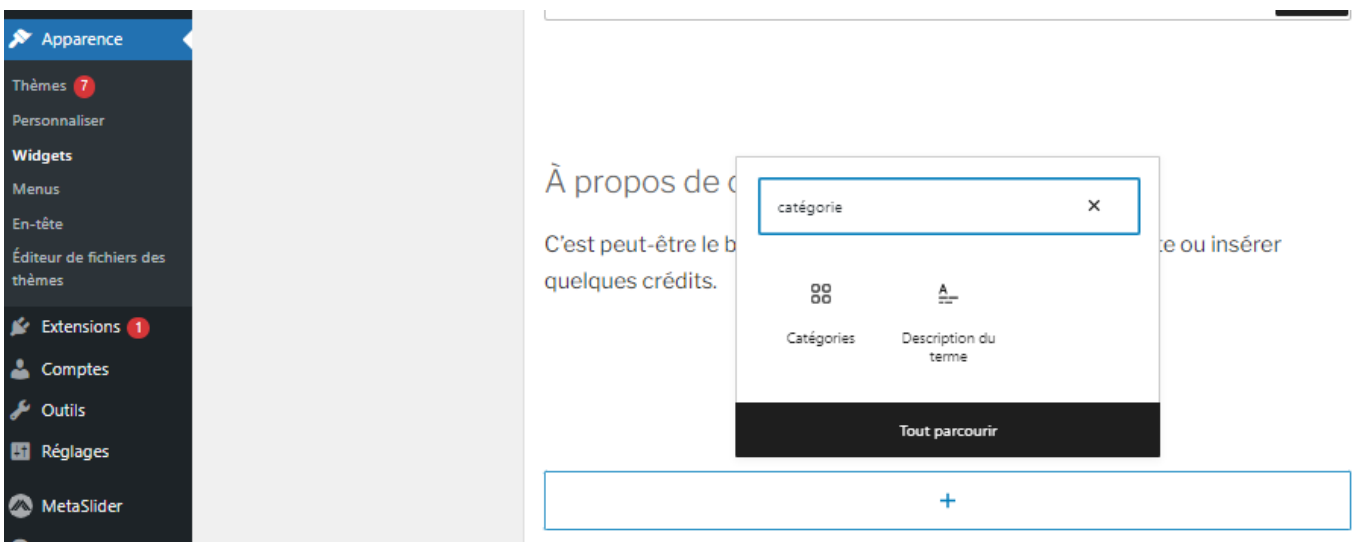 Apparence
Thèmes 7
Personnaliser
Widgets
Menus
En-tête
Éditeur de fichiers des
thèmes
Extensions 1
Comptes
Outils
Réglages
MetaSlider
À propos de
C'est peut-être le b
te ou insérer
quelques crédits.
catégorie
Catégories
Description du
terme
Tout parcourir